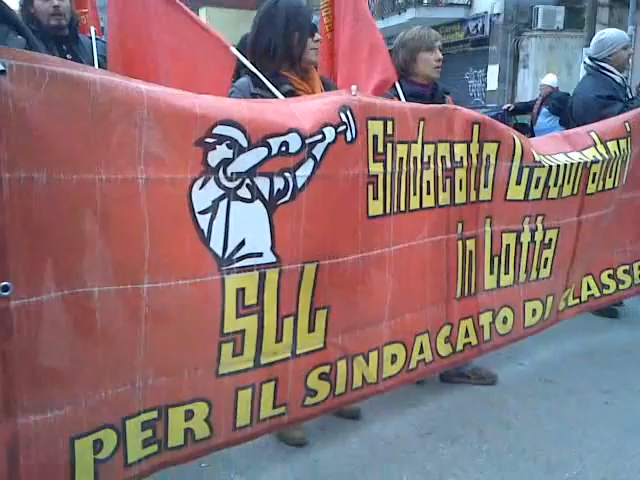 Sindacato Lavoratori
in Lotta
SLL
PER IL SINDACATO DI CLASSE